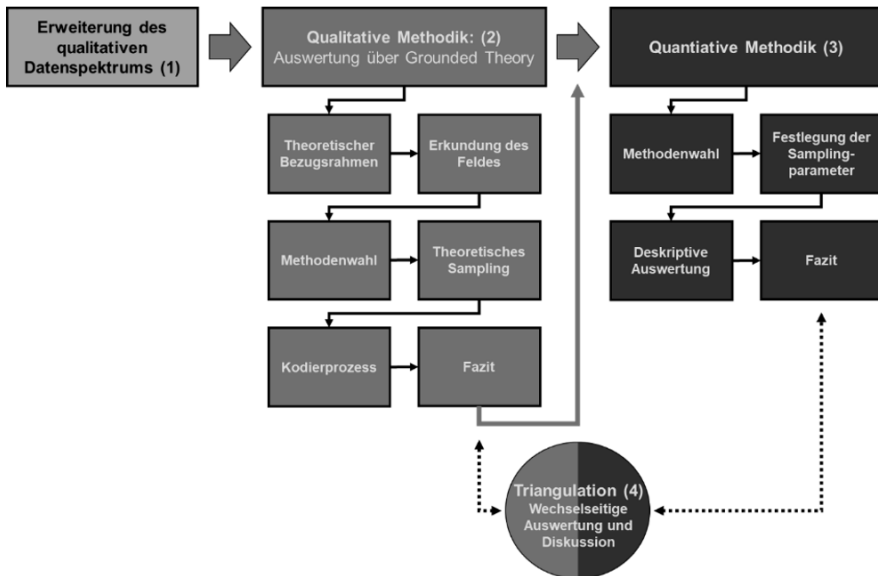 Erweiterung des
qualitativen
Datenspektrums (1)
Qualitative Methodik: (2)
Auswertung über Grounded Theory
Theoretischer
Bezugsrahmen
Erkundung des
Feldes
Methodenwahl
Theoretisches
Sampling
Kodierprozess
Fazit
Quantiative Methodik (3)
Methodenwahl
Festlegung der
Sampling-
parameter
Deskriptive
Auswertung
Fazit
Triangulation (4)
Wechselseitige
Auswertung und
Diskussion